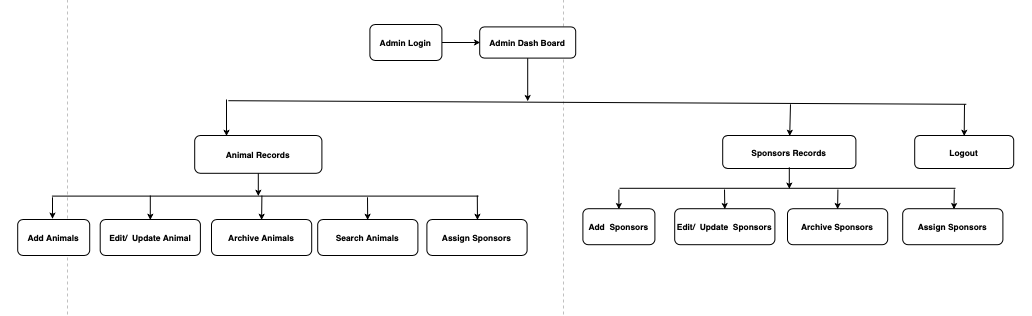 Admin Login
Admin Dash Board
Animal Records
Sponsors Records
Logout
Add Animals
Edit/ Update Animal
Archive Animals
Search Animals
Assign Sponsors
Add Sponsors
Edit/ Update Sponsors
Archive Sponsors
Assign Sponsors